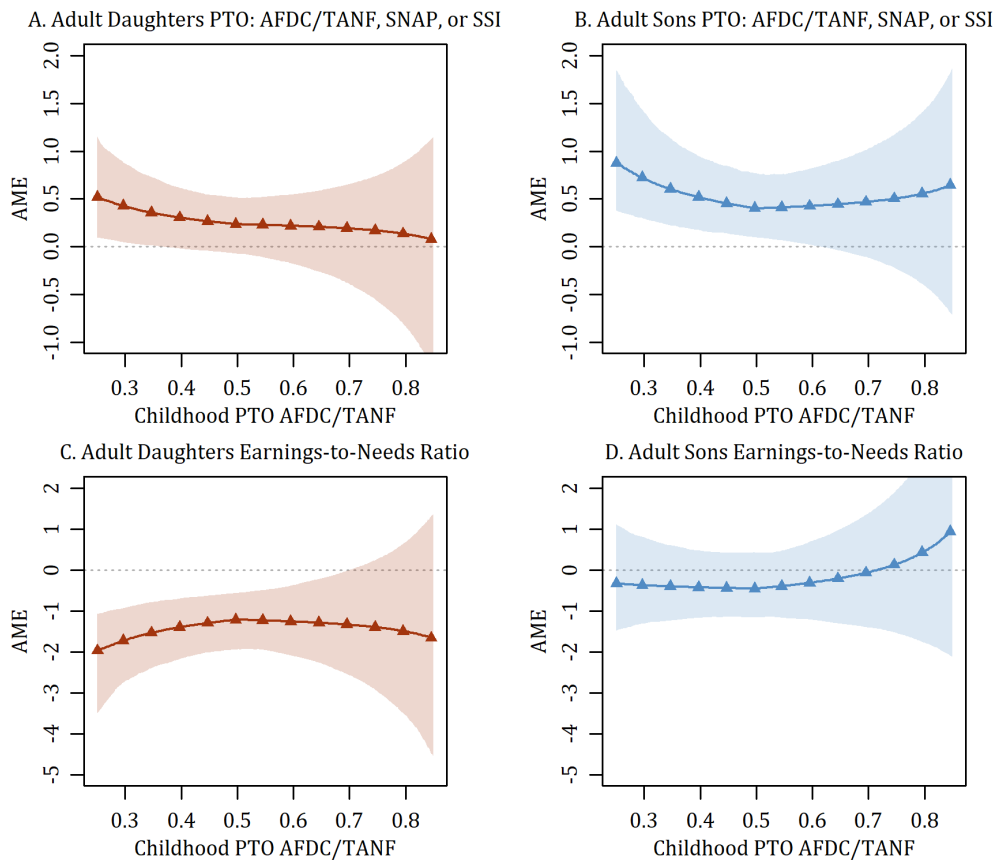 A. Adult Daughters PTO: AFDC/TANF, SNAP, or SSI
AME
2.0
1.5
1.0
0.5
0.0
-0.5
-1.0
0.3 0.4 0.5 0.6 0.7 0.8
Childhood PTO AFDC/TANF
B. Adult Sons PTO: AFDC/TANF, SNAP, or SSI
AME
2.0
1.5
1.0
0.5
0.0
-0.5
-1.0
0.3 0.4 0.5 0.6 0.7 0.8
Childhood PTO AFDC/TANF
C. Adult Daughters Earnings-to-Needs Ratio
AME
2
1
0
-1
-2
-3
-4
-5
0.3 0.4 0.5 0.6 0.7 0.8
Childhood PTO AFDC/TANF
D. Adult Sons Earnings-to-Needs Ratio
AME
2
1
0
-1
-2
-3
-4
-5
0.3 0.4 0.5 0.6 0.7 0.8
Childhood PTO AFDC/TANF